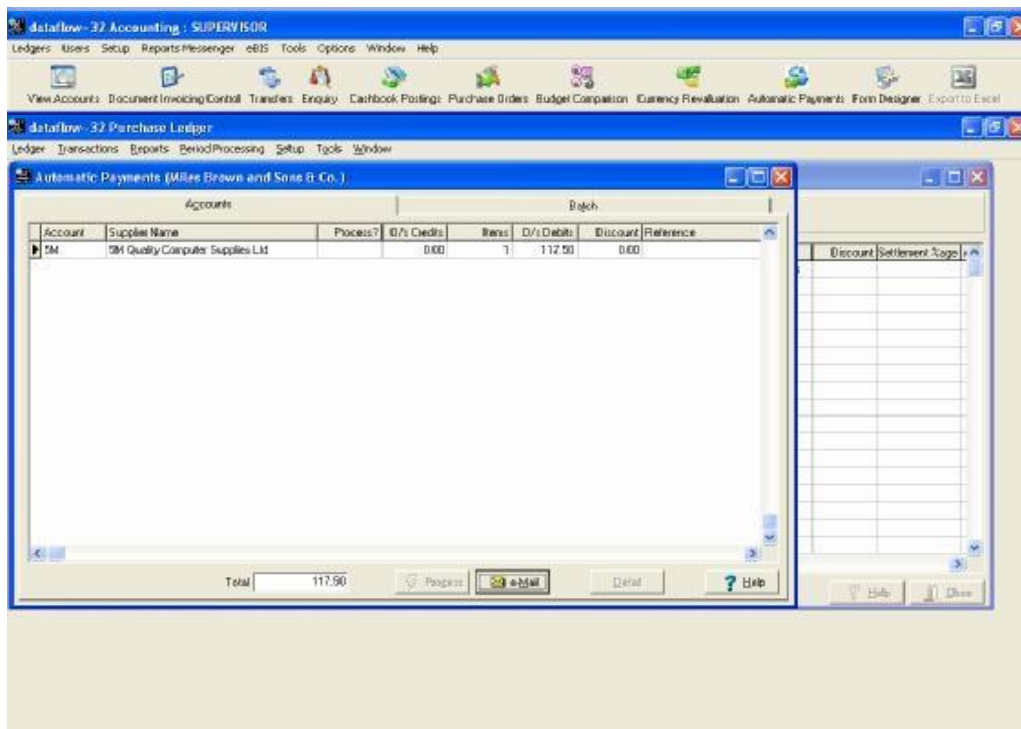 dataflow-32 Accounting : SUPERVISOR
Ledgers Users Setup Reports Messenger eBIS Tools Options Window Help
View Accounts Document Invoicing Control Transfers Enquiry Cashbook Postings Purchase Orders Budget Comparison Currency Revaluation Automatic Payments Form Designer Export to Excel
dataflow-32 Purchase Ledger
Ledger Transactions Reports Period Processing Setup Tools Window
Automatic Payments (Miles Brown and Sons & Co.)
Accounts Batch
Account Supplier Name Process? O/s Credits Items O/s Debits Discount Reference
5M 5M Quality Computer Supplies Ltd 0.00 1 117.50 0.00
Discount Settlement %age
Total 117.50 Progress e-Mail Detail ? Help
Help Close